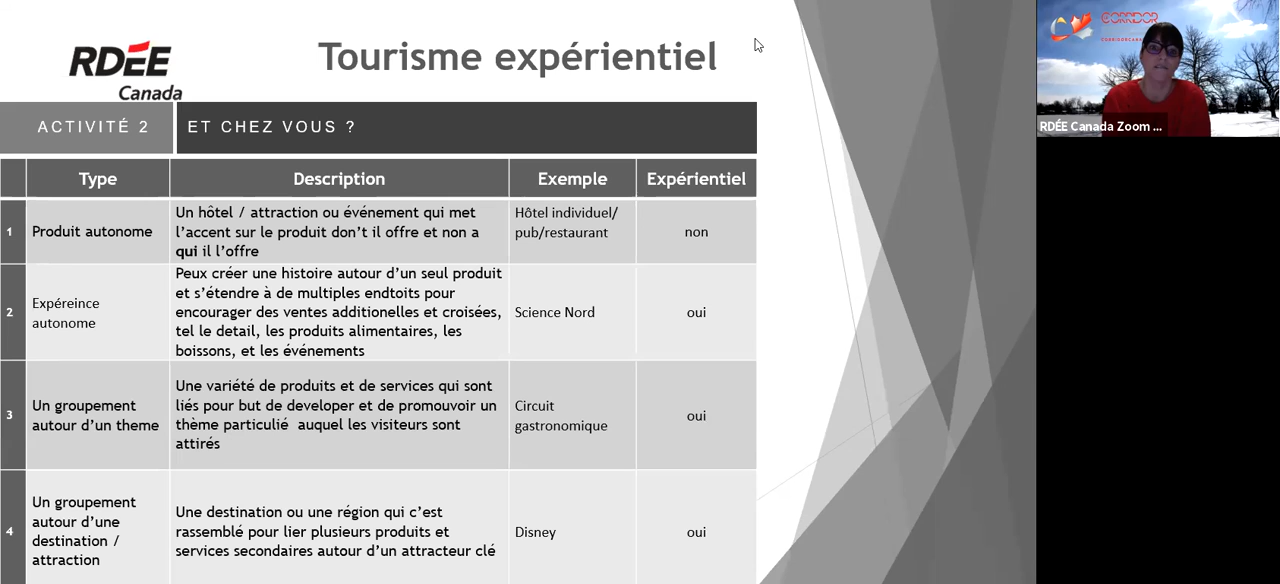 RDÉE
Canada
Tourisme expérientiel
ACTIVITÉ 2
ET CHEZ VOUS ?
Type
Description
Exemple
Expérientiel
1
Produit autonome
Un hôtel / attraction ou événement qui met
l'accent sur le produit don't il offre et non a
qui il l'offre
Hôtel individuel/
pub/restaurant
non
2
Expéreince
autonome
Peux créer une histoire autour d'un seul produit
et s'étendre à de multiples endtoits pour
encourager des ventes additionelles et croisées,
tel le detail, les produits alimentaires, les
boissons, et les événements
Science Nord
oui
3
Un groupement
autour d'un theme
Une variété de produits et de services qui sont
liés pour but de developer et de promouvoir un
thème particulié auquel les visiteurs sont
attirés
Circuit
gastronomique
oui
4
Un groupement
autour d'une
destination /
attraction
Une destination ou une région qui c'est
rassemblé pour lier plusieurs produits et
services secondaires autour d'un attracteur clé
Disney
oui
CORRIDOR
RDÉE Canada Zoom ...